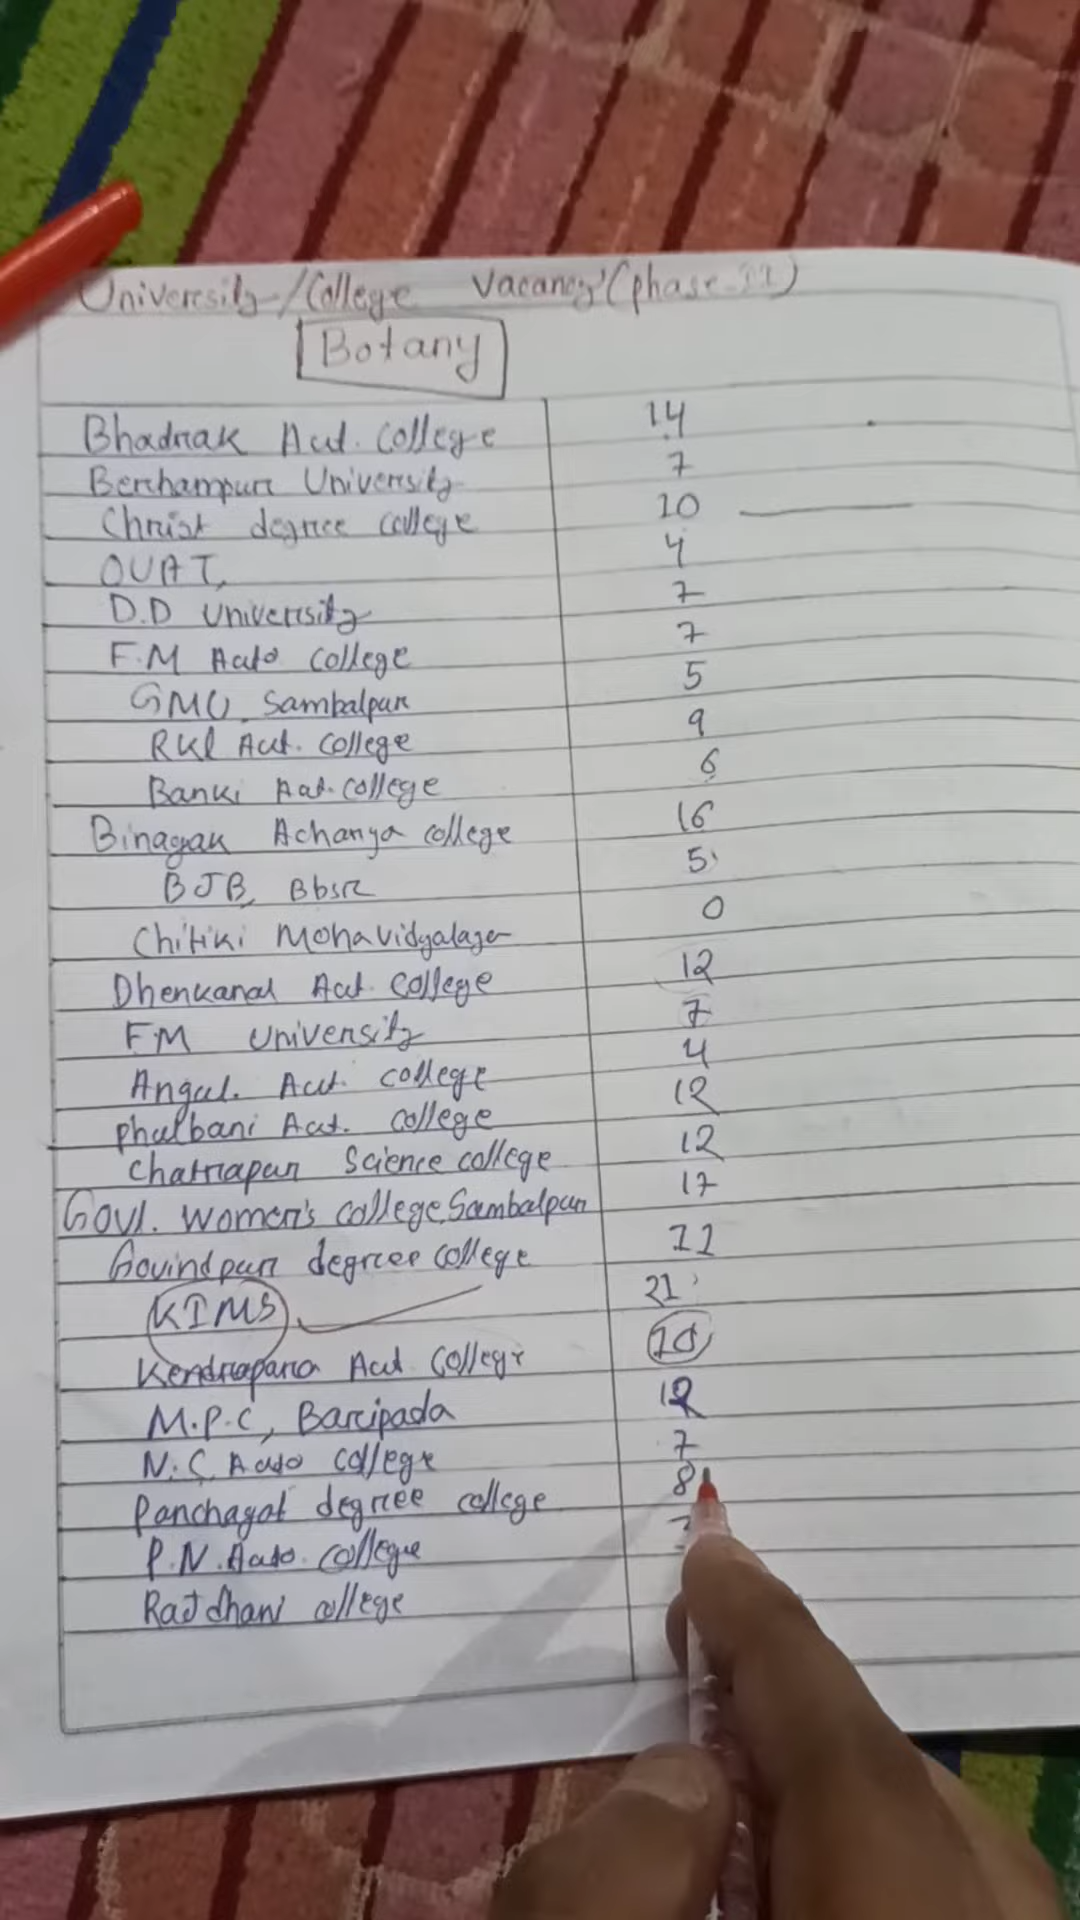 University/College Vacancy (phase-II)
Botany
Bhadrak Aut. College 14
Berhampur University 7
Christ degree college 10
OUAT, 4
D.D University 7
F.M Auto College 7
GMU, Sambalpur 5
RKL Aut. College 9
Banki Aut. College 6
Binayak Acharya college 16
BJB, Bbsr 5
Chitiki Mohavidyalaya 0
Dhenkanal Aut. College 12
F.M University 7
Angul. Aut. college 4
Phulbani Aut. college 12
Chatrapur Science college 12
Govt. Women's college, Sambalpur 17
Govindpur degree college 11
KIMS 21
Kendrapara Aut College 10
M.P.C, Baripada 12
N.C. Auto college 7
Panchayat degree college 8
P.N. Auto. college
Rajdhani college